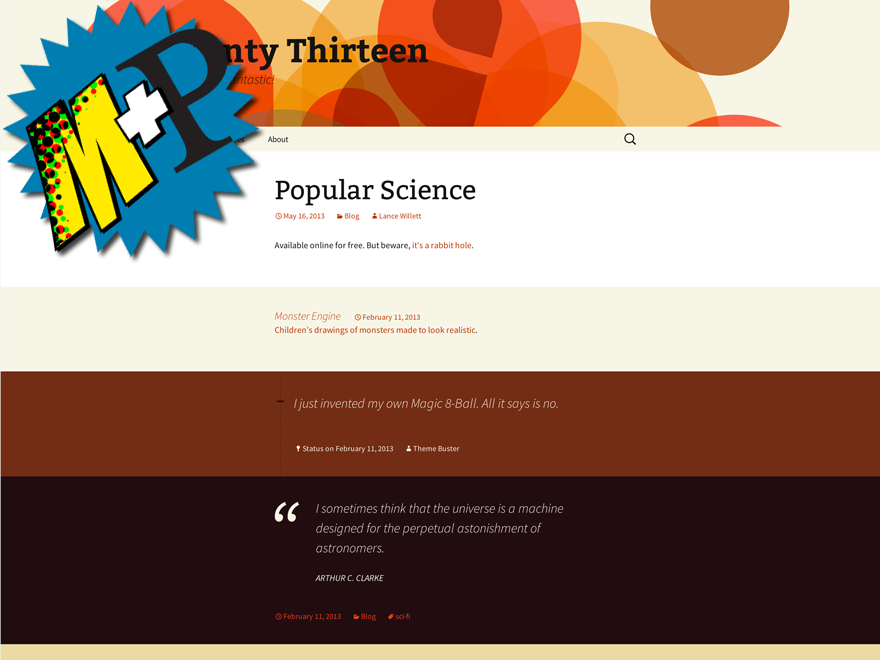 M+P
nty Thirteen
ntastic!
About
Popular Science
May 16, 2013 Blog Lance Willett
Available online for free. But beware, it's a rabbit hole.
Monster Engine February 11, 2013
Children's drawings of monsters made to look realistic.
I just invented my own Magic 8-Ball. All it says is no.
Status on February 11, 2013 Theme Buster
“ I sometimes think that the universe is a machine
designed for the perpetual astonishment of
astronomers.
ARTHUR C. CLARKE
February 11, 2013 Blog sci-fi